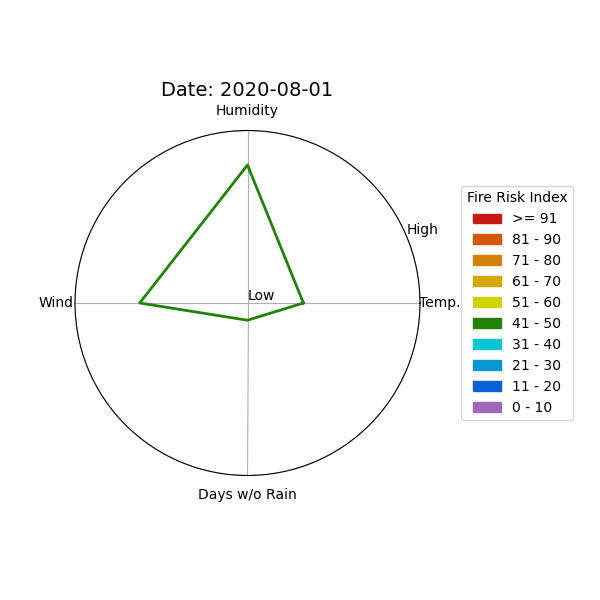 Date: 2020-08-01
Humidity
High
Low
Wind
Temp.
Days w/o Rain
Fire Risk Index
>= 91
81 - 90
71 - 80
61 - 70
51 - 60
41 - 50
31 - 40
21 - 30
11 - 20
0 - 10